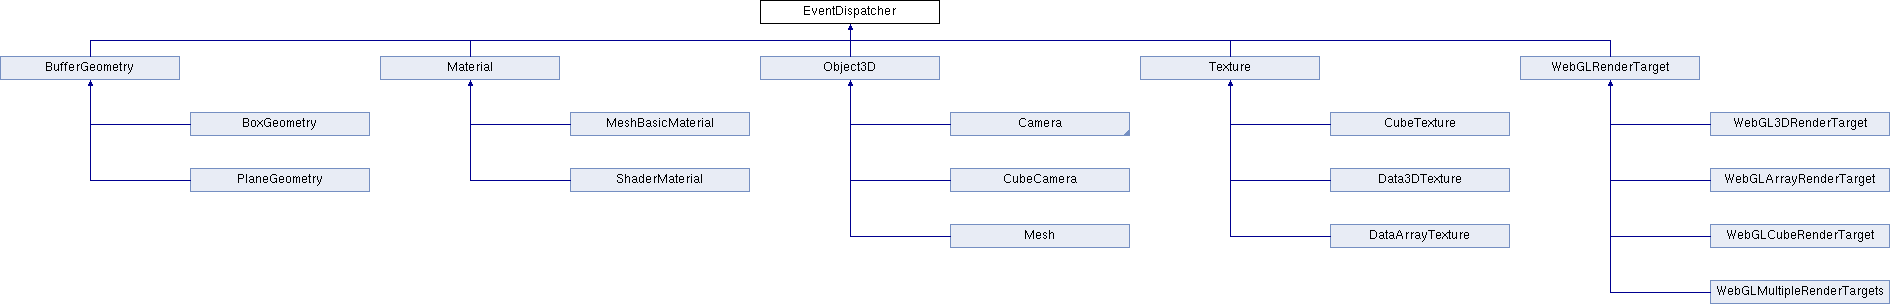 EventDispatcher
BufferGeometry
Material
Object3D
Texture
WebGLRenderTarget
BoxGeometry
MeshBasicMaterial
Camera
CubeTexture
WebGL3DRenderTarget
PlaneGeometry
ShaderMaterial
CubeCamera
Data3DTexture
WebGLArrayRenderTarget
Mesh
DataArrayTexture
WebGLCubeRenderTarget
WebGLMultipleRenderTargets